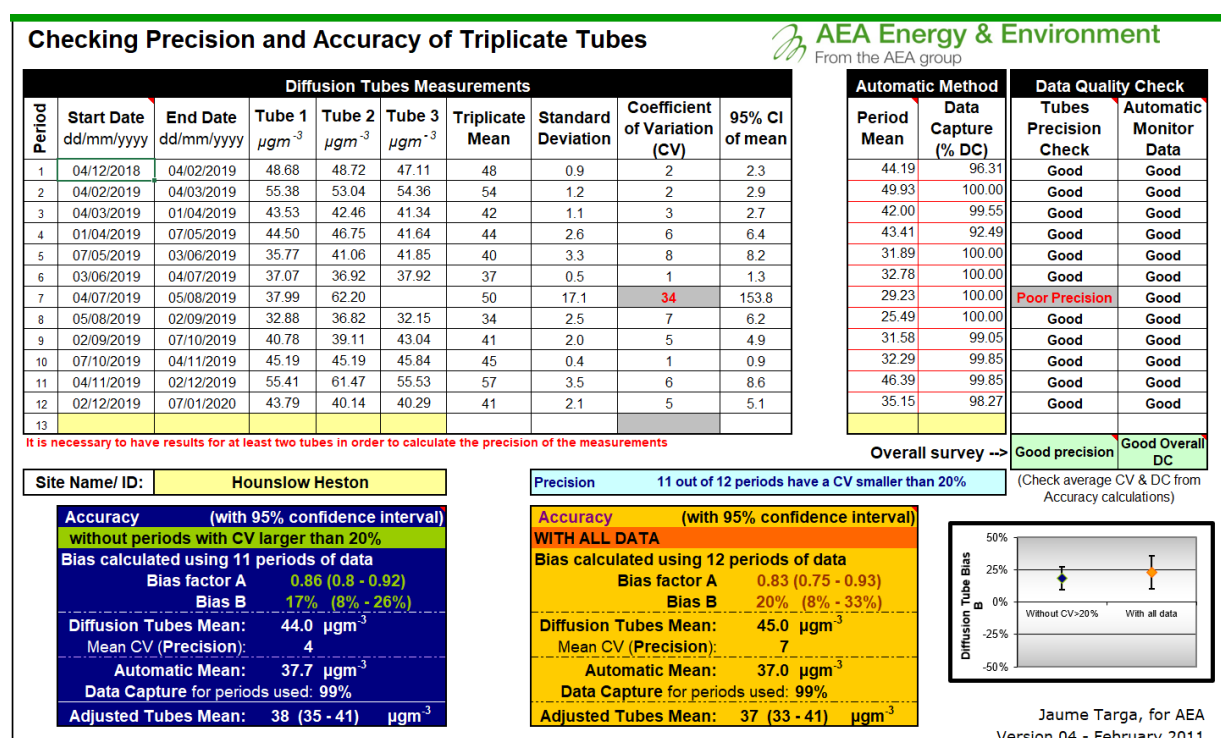 Checking Precision and Accuracy of Triplicate Tubes
AEA Energy & Environment
From the AEA group
Diffusion Tubes Measurements
Period Start Date dd/mm/yyyy End Date dd/mm/yyyy Tube 1 µgm-3 Tube 2 µgm-3 Tube 3 µgm-3 Triplicate Mean Standard Deviation Coefficient of Variation (CV) 95% CI of mean
Automatic Method
Period Mean Data Capture (% DC)
Data Quality Check
Tubes Precision Check Automatic Monitor Data
1 04/12/2018 04/02/2019 48.68 48.72 47.11 48 0.9 2 2.3 44.19 96.31 Good Good
2 04/02/2019 04/03/2019 55.38 53.04 54.36 54 1.2 2 2.9 49.93 100.00 Good Good
3 04/03/2019 01/04/2019 43.53 42.46 41.34 42 1.1 3 2.7 42.00 99.55 Good Good
4 01/04/2019 07/05/2019 44.50 46.75 41.64 44 2.6 6 6.4 43.41 92.49 Good Good
5 07/05/2019 03/06/2019 35.77 41.06 41.85 40 3.3 8 8.2 31.89 100.00 Good Good
6 03/06/2019 04/07/2019 37.07 36.92 37.92 37 0.5 1 1.3 32.78 100.00 Good Good
7 04/07/2019 05/08/2019 37.99 62.20 50 17.1 34 153.8 29.23 100.00 Poor Precision Good
8 05/08/2019 02/09/2019 32.88 36.82 32.15 34 2.5 7 6.2 25.49 100.00 Good Good
9 02/09/2019 07/10/2019 40.78 39.11 43.04 41 2.0 5 4.9 31.58 99.05 Good Good
10 07/10/2019 04/11/2019 45.19 45.19 45.84 45 0.4 1 0.9 32.29 99.85 Good Good
11 04/11/2019 02/12/2019 55.41 61.47 55.53 57 3.5 6 8.6 46.39 99.85 Good Good
12 02/12/2019 07/01/2020 43.79 40.14 40.29 41 2.1 5 5.1 35.15 98.27 Good Good
13
It is necessary to have results for at least two tubes in order to calculate the precision of the measurements
Overall survey --> Good precision Good Overall DC
(Check average CV & DC from
Accuracy calculations)
Site Name/ ID: Hounslow Heston
Precision 11 out of 12 periods have a CV smaller than 20%
Accuracy (with 95% confidence interval)
without periods with CV larger than 20%
Bias calculated using 11 periods of data
Bias factor A 0.86 (0.8 - 0.92)
Bias B 17% (8% - 26%)
Diffusion Tubes Mean: 44.0 µgm-3
Mean CV (Precision): 4
Automatic Mean: 37.7 µgm-3
Data Capture for periods used: 99%
Adjusted Tubes Mean: 38 (35 - 41) µgm-3
Accuracy (with 95% confidence interval)
WITH ALL DATA
Bias calculated using 12 periods of data
Bias factor A 0.83 (0.75 - 0.93)
Bias B 20% (8% - 33%)
Diffusion Tubes Mean: 45.0 µgm-3
Mean CV (Precision): 7
Automatic Mean: 37.0 µgm-3
Data Capture for periods used: 99%
Adjusted Tubes Mean: 37 (33 - 41) µgm-3
Diffusion Tube Bias B
50%
25%
0%
-25%
-50%
Without CV>20% With all data
Jaume Targa, for AEA
Version 04 - February 2011